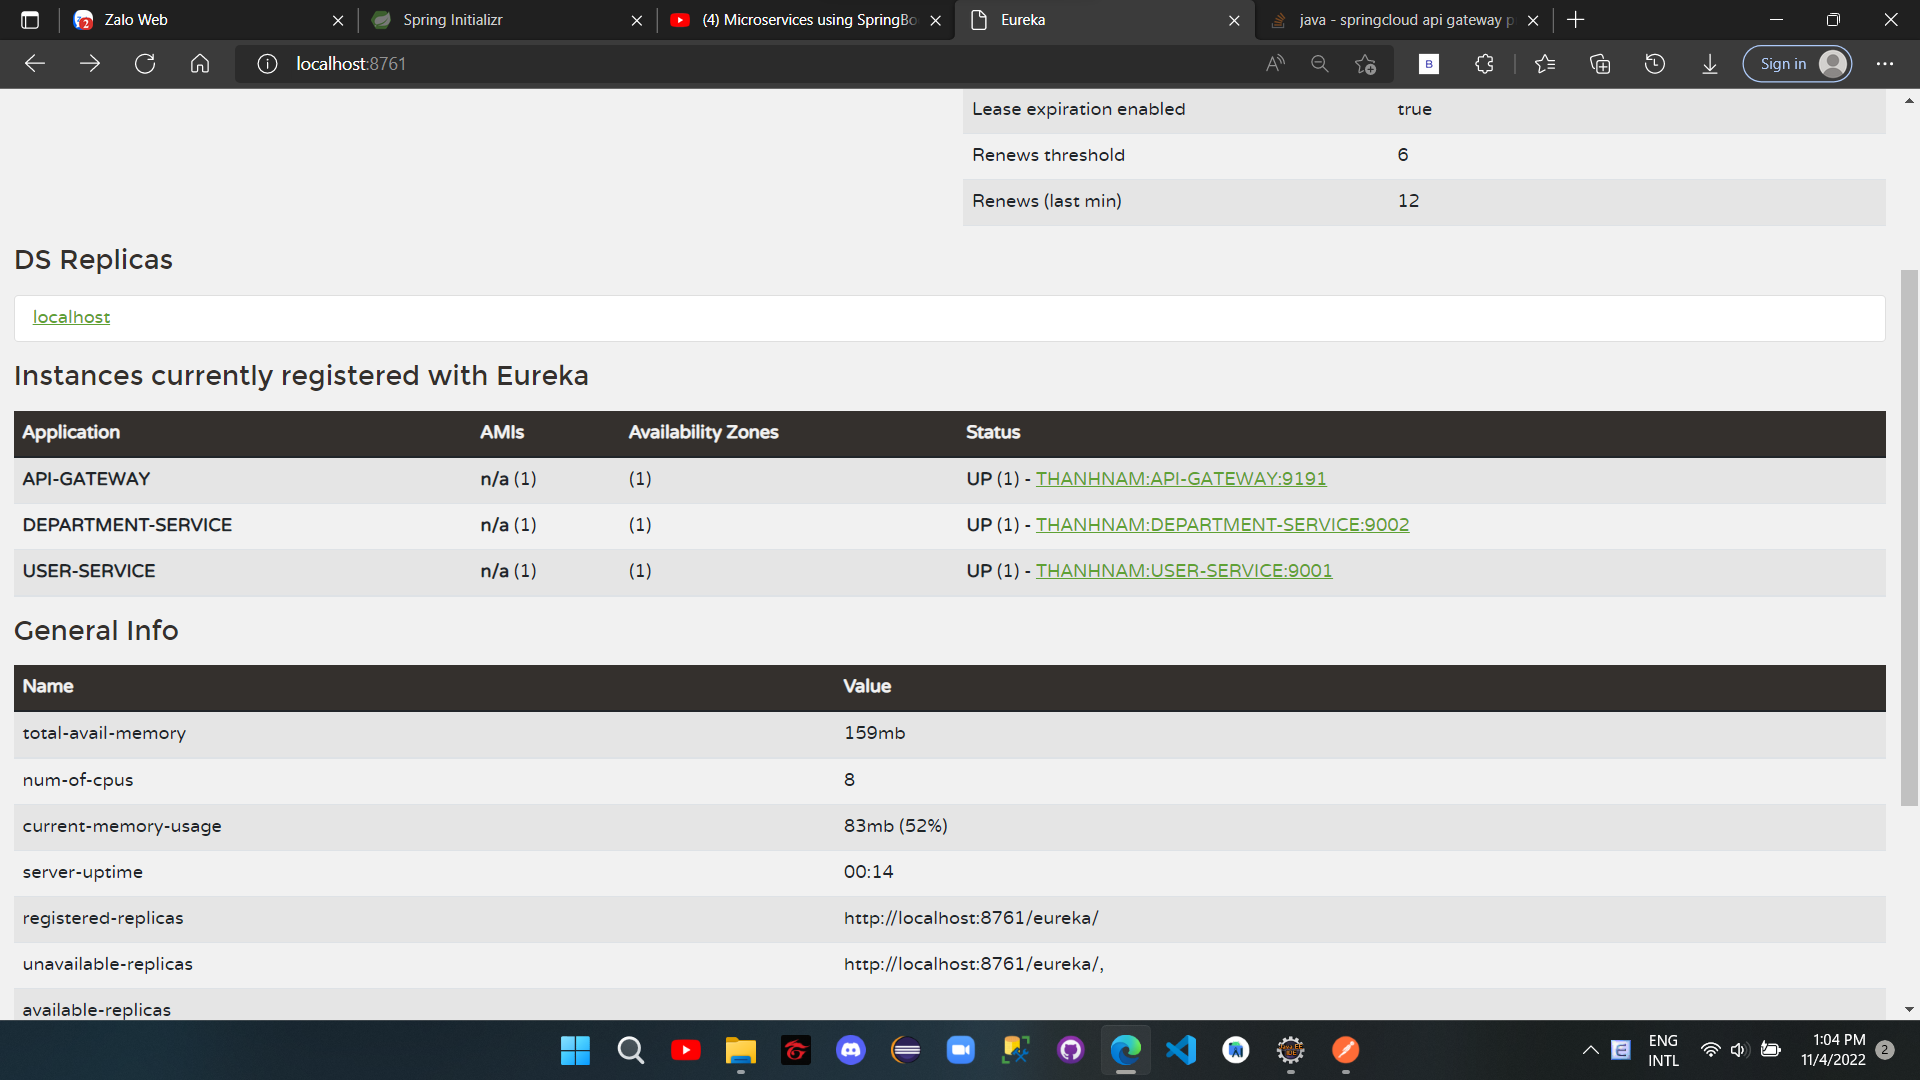 Zalo Web
Spring Initializr
(4) Microservices using SpringBo
Eureka
java - springcloud api gateway p
localhost:8761
Sign in
Lease expiration enabled true
Renews threshold 6
Renews (last min) 12
DS Replicas
localhost
Instances currently registered with Eureka
Application AMIs Availability Zones Status
API-GATEWAY n/a (1) (1) UP (1) - THANHNAM:API-GATEWAY:9191
DEPARTMENT-SERVICE n/a (1) (1) UP (1) - THANHNAM:DEPARTMENT-SERVICE:9002
USER-SERVICE n/a (1) (1) UP (1) - THANHNAM:USER-SERVICE:9001
General Info
Name Value
total-avail-memory 159mb
num-of-cpus 8
current-memory-usage 83mb (52%)
server-uptime 00:14
registered-replicas http://localhost:8761/eureka/
unavailable-replicas http://localhost:8761/eureka/,
available-replicas
ENG
INTL
1:04 PM
11/4/2022
2